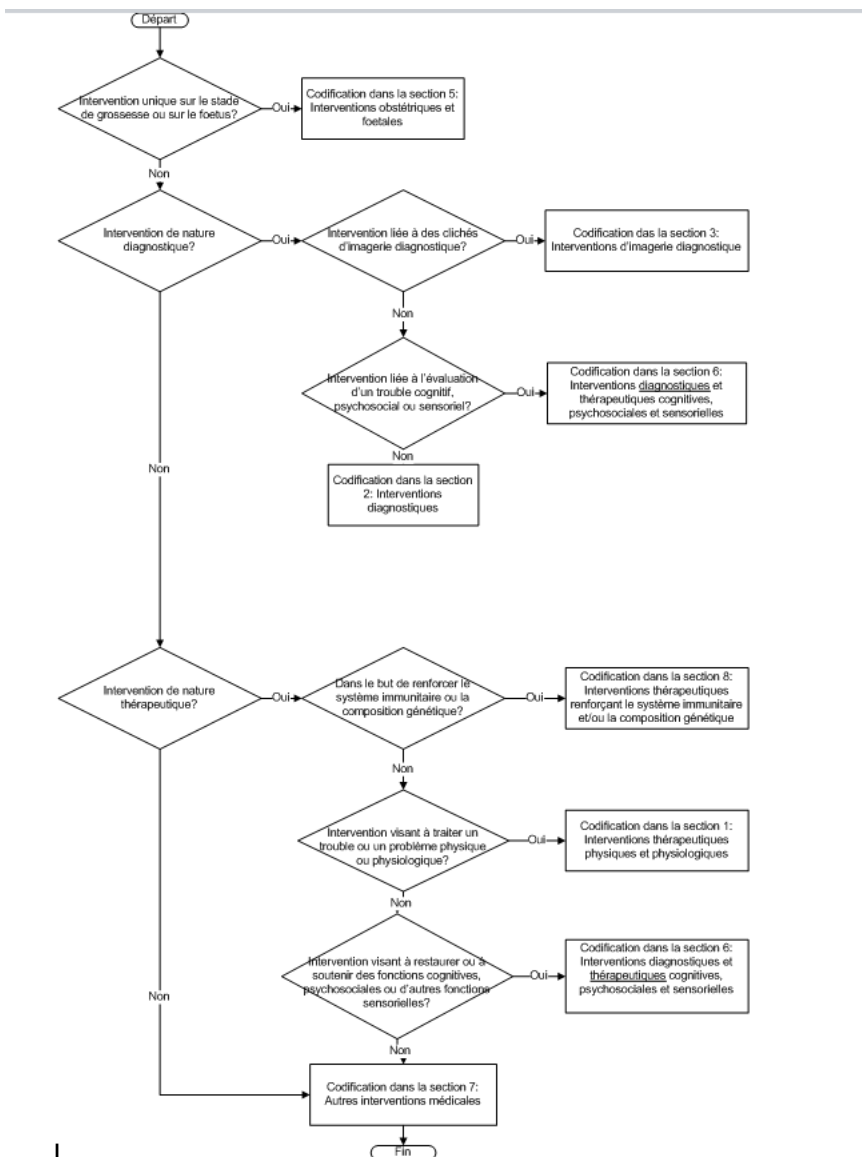 Départ
Intervention unique sur le stade
de grossesse ou sur le foetus?
Oui
Codification dans la section 5:
Interventions obstétriques et
foetales
Non
Intervention de nature
diagnostique?
Oui
Intervention liée à des clichés
d'imagerie diagnostique?
Oui
Codification das la section 3:
Interventions d'imagerie diagnostique
Non
Intervention liée à l'évaluation
d'un trouble cognitif,
psychosocial ou sensoriel?
Oui
Codification dans la section 6:
Interventions diagnostiques et
thérapeutiques cognitives,
psychosociales et sensorielles
Non
Codification dans la section
2: Interventions
diagnostiques
Non
Intervention de nature
thérapeutique?
Oui
Dans le but de renforcer le
système immunitaire ou la
composition génétique?
Oui
Codification dans la section 8:
Interventions thérapeutiques
renforçant le système immunitaire
et/ou la composition génétique
Non
Intervention visant à traiter un
trouble ou un problème physique
ou physiologique?
Oui
Codification dans la section 1:
Interventions thérapeutiques
physiques et physiologiques
Non
Intervention visant à restaurer ou à
soutenir des fonctions cognitives,
psychosociales ou d'autres fonctions
sensorielles?
Oui
Codification dans la section 6:
Interventions diagnostiques et
thérapeutiques cognitives,
psychosociales et sensorielles
Non
Non
Codification dans la section 7:
Autres interventions médicales
Fin